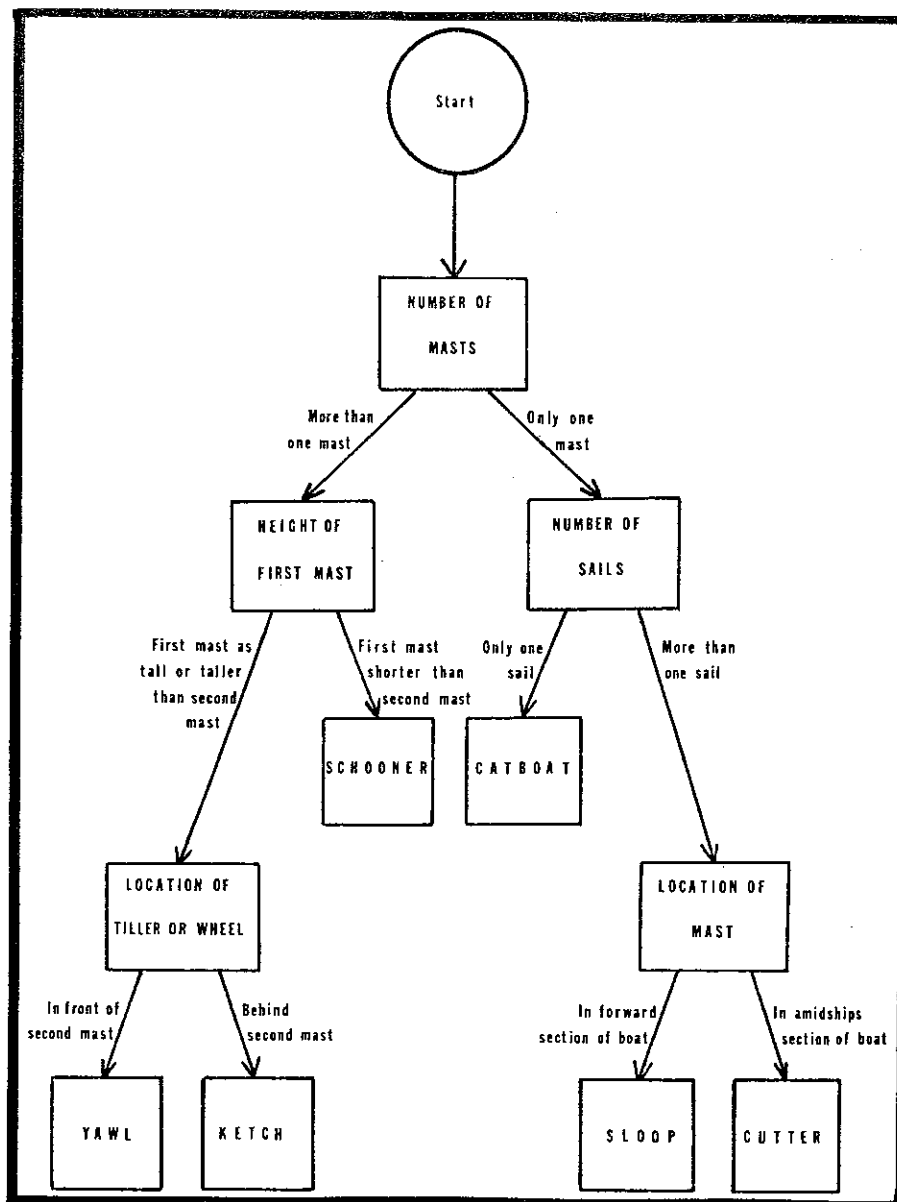 Start
NUMBER OF
MASTS
More than
one mast
Only one
mast
HEIGHT OF
FIRST MAST
NUMBER OF
SAILS
First mast as
tall or taller
than second
mast
First mast
shorter than
second mast
Only one
sail
More than
one sail
SCHOONER
CATBOAT
LOCATION OF
TILLER OR WHEEL
LOCATION OF
MAST
In front of
second mast
Behind
second mast
In forward
section of boat
In amidships
section of boat
YAWL
KETCH
SLOOP
CUTTER